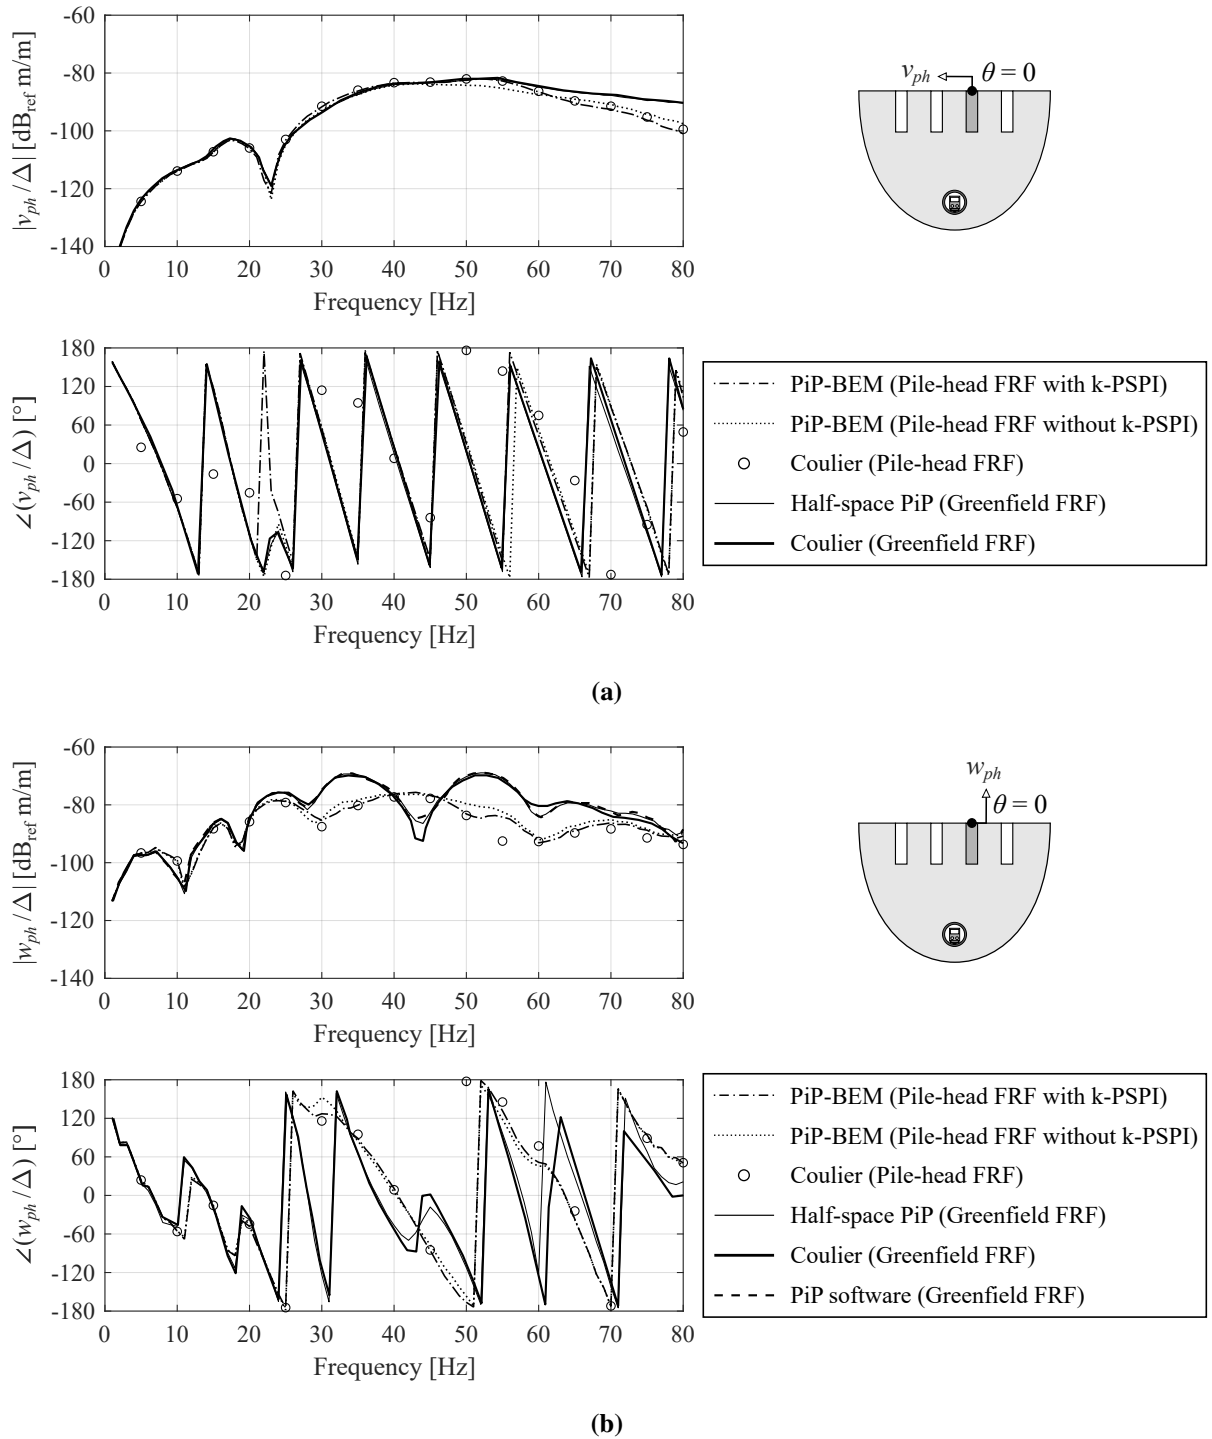 -60
-80
-100
-120
-140
|v_ph / Δ| [dB_ref m/m]
0 10 20 30 40 50 60 70 80
Frequency [Hz]
v_ph
θ = 0
180
120
60
0
-60
-120
-180
∠(v_ph / Δ) [°]
0 10 20 30 40 50 60 70 80
Frequency [Hz]
PiP-BEM (Pile-head FRF with k-PSPI)
PiP-BEM (Pile-head FRF without k-PSPI)
Coulier (Pile-head FRF)
Half-space PiP (Greenfield FRF)
Coulier (Greenfield FRF)
(a)
-60
-80
-100
-120
-140
|w_ph / Δ| [dB_ref m/m]
0 10 20 30 40 50 60 70 80
Frequency [Hz]
w_ph
θ = 0
180
120
60
0
-60
-120
-180
∠(w_ph / Δ) [°]
0 10 20 30 40 50 60 70 80
Frequency [Hz]
PiP-BEM (Pile-head FRF with k-PSPI)
PiP-BEM (Pile-head FRF without k-PSPI)
Coulier (Pile-head FRF)
Half-space PiP (Greenfield FRF)
Coulier (Greenfield FRF)
PiP software (Greenfield FRF)
(b)